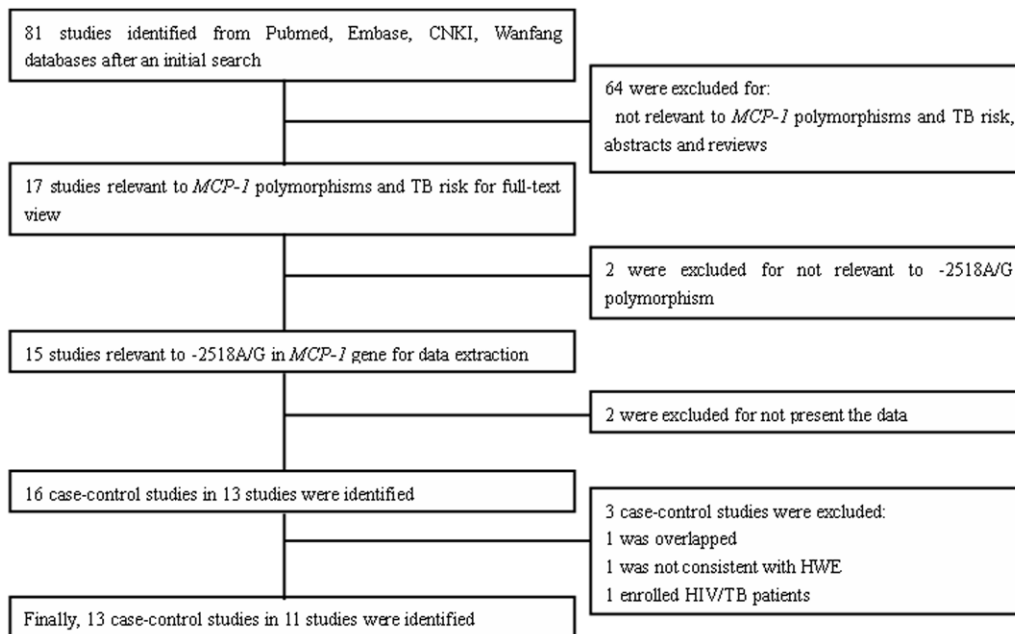 81 studies identified from Pubmed, Embase, CNKI, Wanfang
databases after an initial search
64 were excluded for:
not relevant to MCP-1 polymorphisms and TB risk,
abstracts and reviews
17 studies relevant to MCP-1 polymorphisms and TB risk for full-text
view
2 were excluded for not relevant to -2518A/G
polymorphism
15 studies relevant to -2518A/G in MCP-1 gene for data extraction
2 were excluded for not present the data
16 case-control studies in 13 studies were identified
3 case-control studies were excluded:
1 was overlapped
1 was not consistent with HWE
1 enrolled HIV/TB patients
Finally, 13 case-control studies in 11 studies were identified